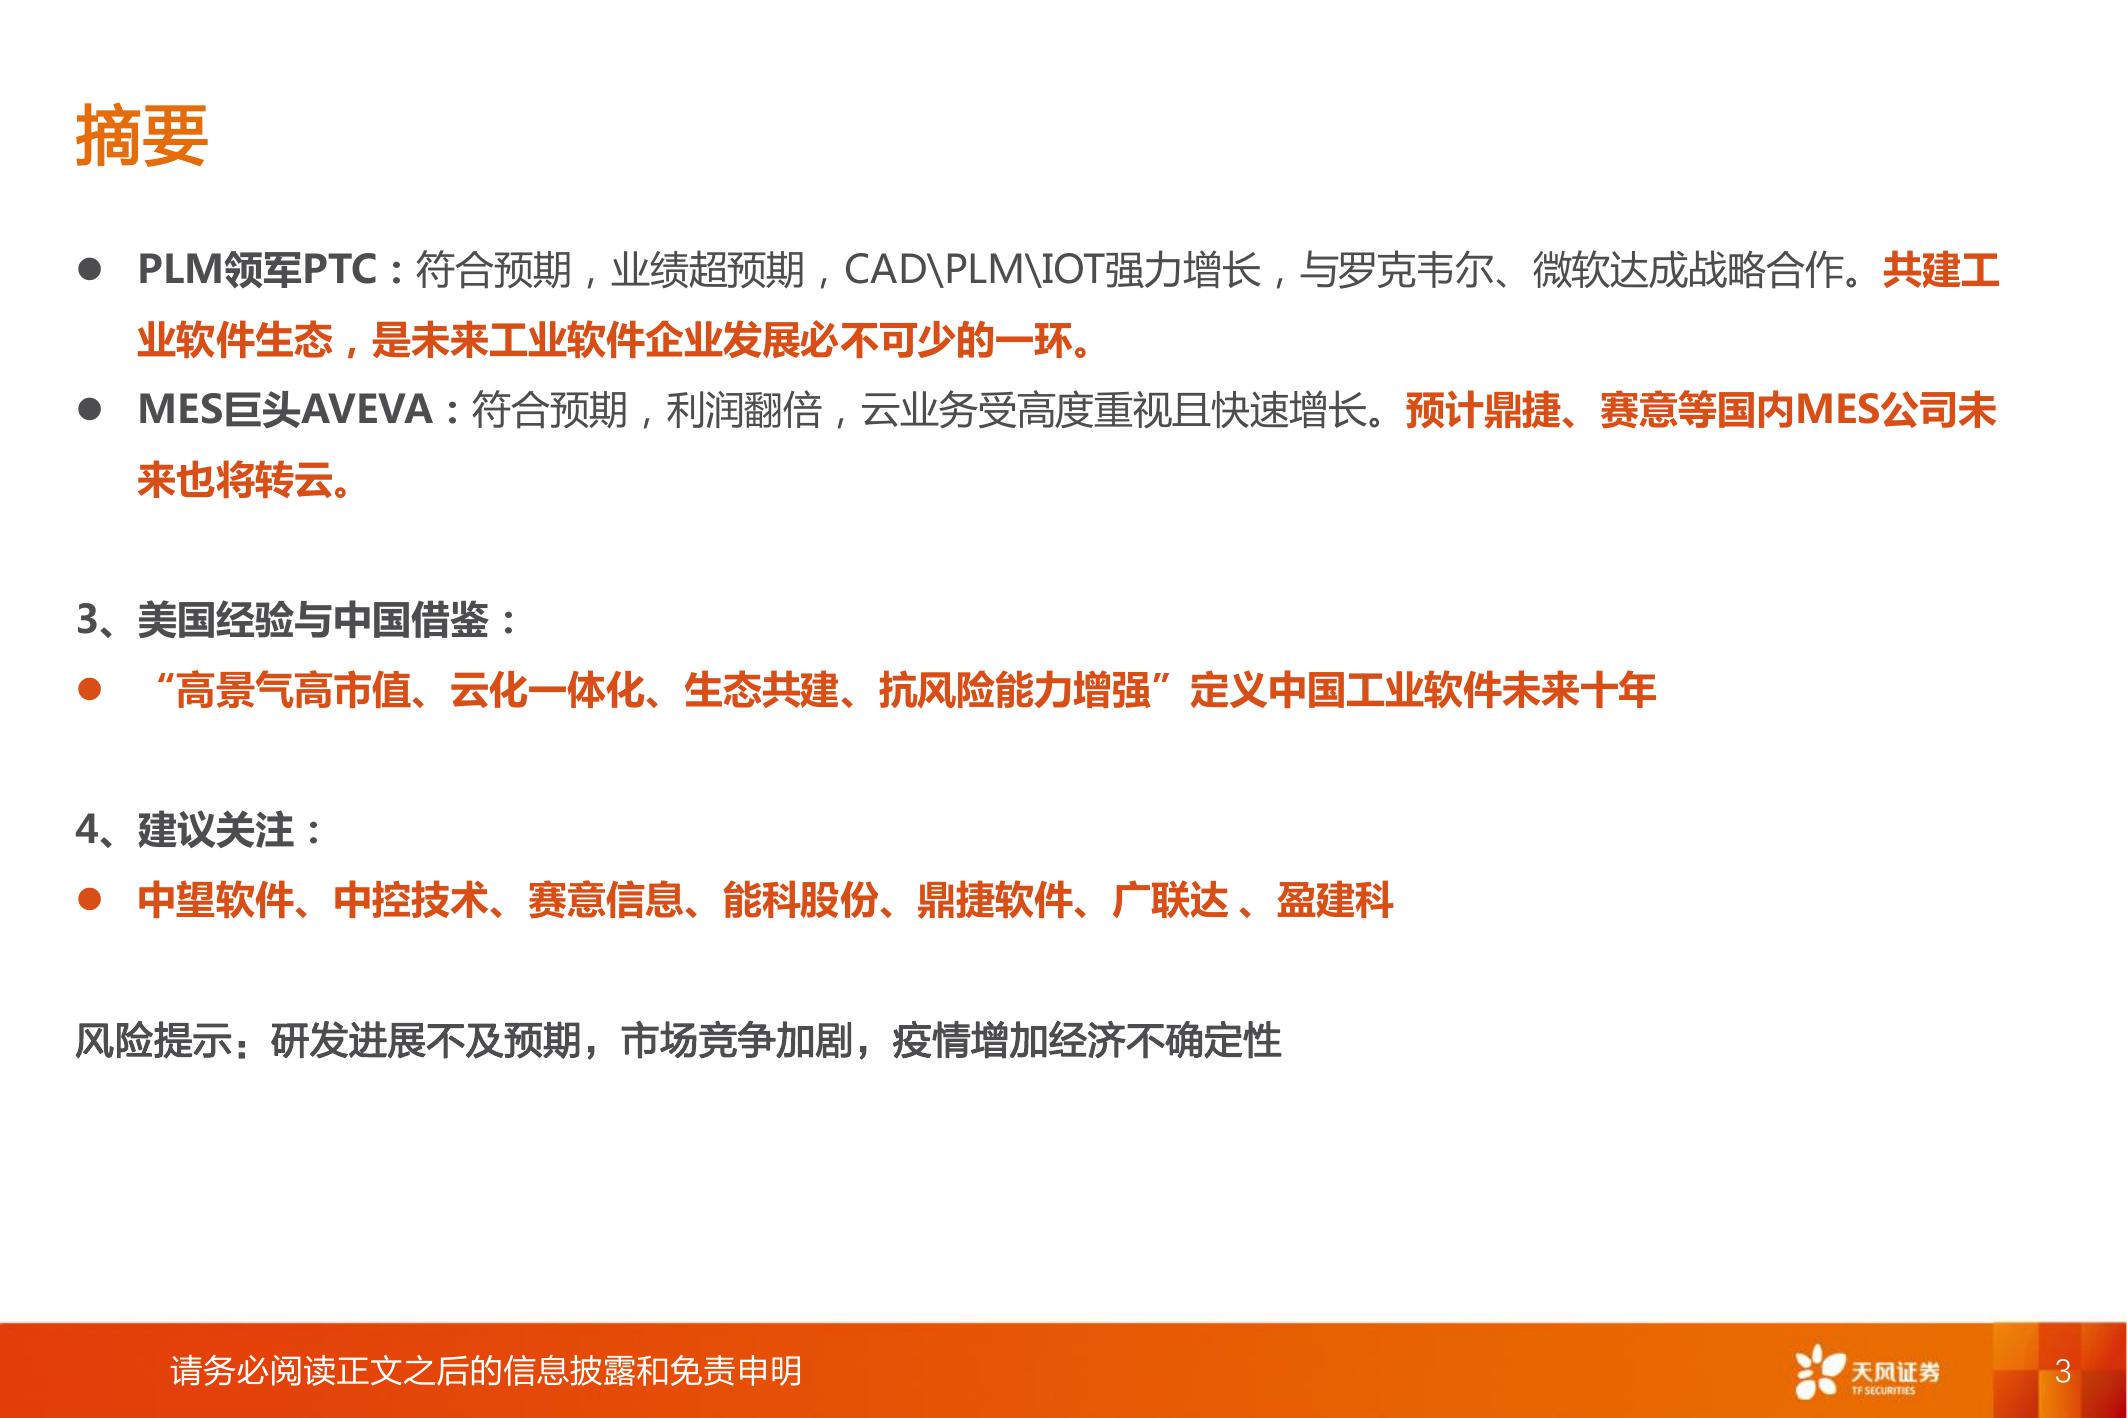 摘要
● PLM领军PTC：符合预期，业绩超预期，CAD\PLM\IOT强力增长，与罗克韦尔、微软达成战略合作。共建工
业软件生态，是未来工业软件企业发展必不可少的一环。
● MES巨头AVEVA：符合预期，利润翻倍，云业务受高度重视且快速增长。预计鼎捷、赛意等国内MES公司未
来也将转云。
3、美国经验与中国借鉴：
● “高景气高市值、云化一体化、生态共建、抗风险能力增强”定义中国工业软件未来十年
4、建议关注：
● 中望软件、中控技术、赛意信息、能科股份、鼎捷软件、广联达 、盈建科
风险提示：研发进展不及预期，市场竞争加剧，疫情增加经济不确定性
请务必阅读正文之后的信息披露和免责申明
天风证券
TF SECURITIES
3